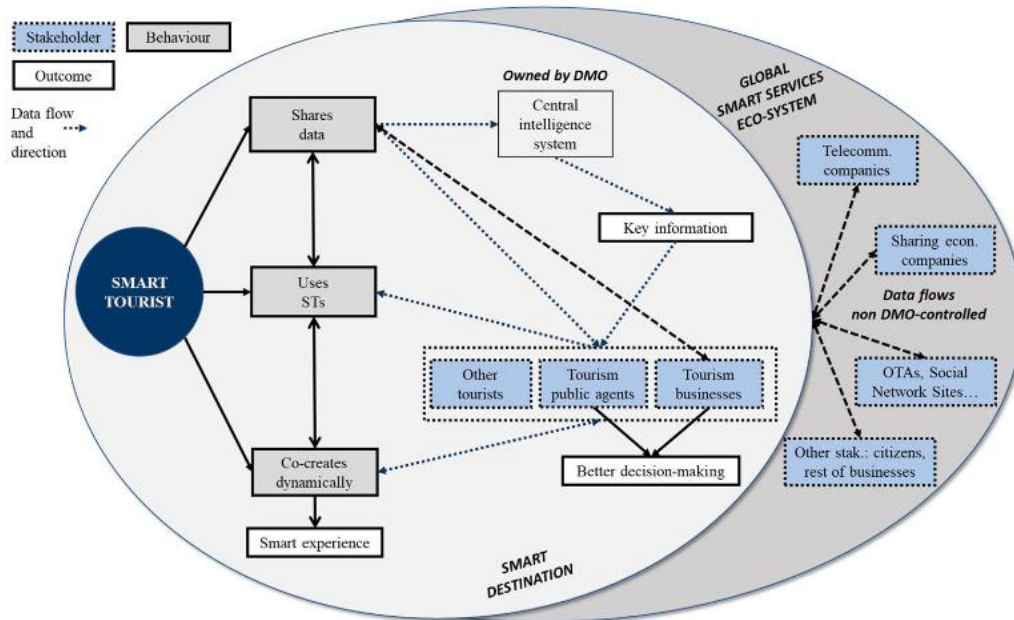 Stakeholder
Behaviour
Outcome
Data flow
and
direction
Owned by DMO
Central
intelligence
system
GLOBAL
SMART SERVICES
ECO-SYSTEM
Shares
data
Telecomm.
companies
Key information
Sharing econ.
companies
SMART
TOURIST
Uses
STs
Data flows
non DMO-controlled
Other
tourists
Tourism
public agents
Tourism
businesses
OTAs, Social
Network Sites…
Co-creates
dynamically
Better decision-making
Other stak.: citizens,
rest of businesses
Smart experience
SMART
DESTINATION